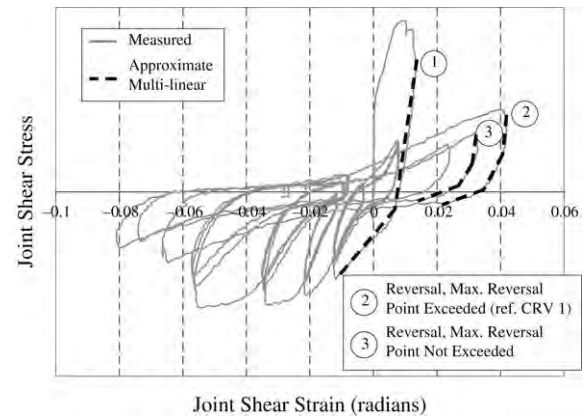 Measured
Approximate
Multi-linear
1
2
3
Joint Shear Stress
-0.1 -0.08 -0.06 -0.04 -0.02 0 0.02 0.04 0.06
2 Reversal, Max. Reversal
Point Exceeded (ref. CRV 1)
3 Reversal, Max. Reversal
Point Not Exceeded
Joint Shear Strain (radians)